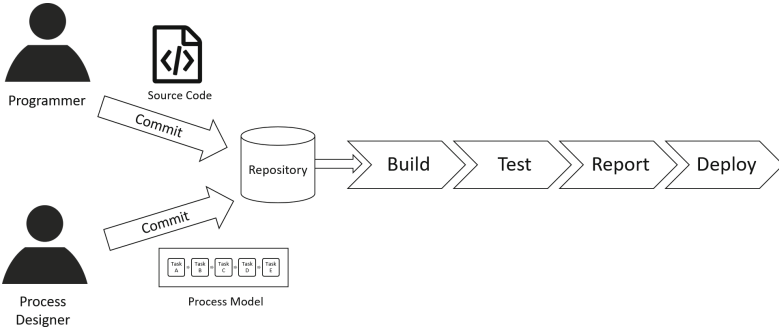 Programmer
</>
Source Code
Commit
Repository
Build
Test
Report
Deploy
Commit
Task
A
Task
B
Task
C
Task
D
Task
E
Process Model
Process
Designer